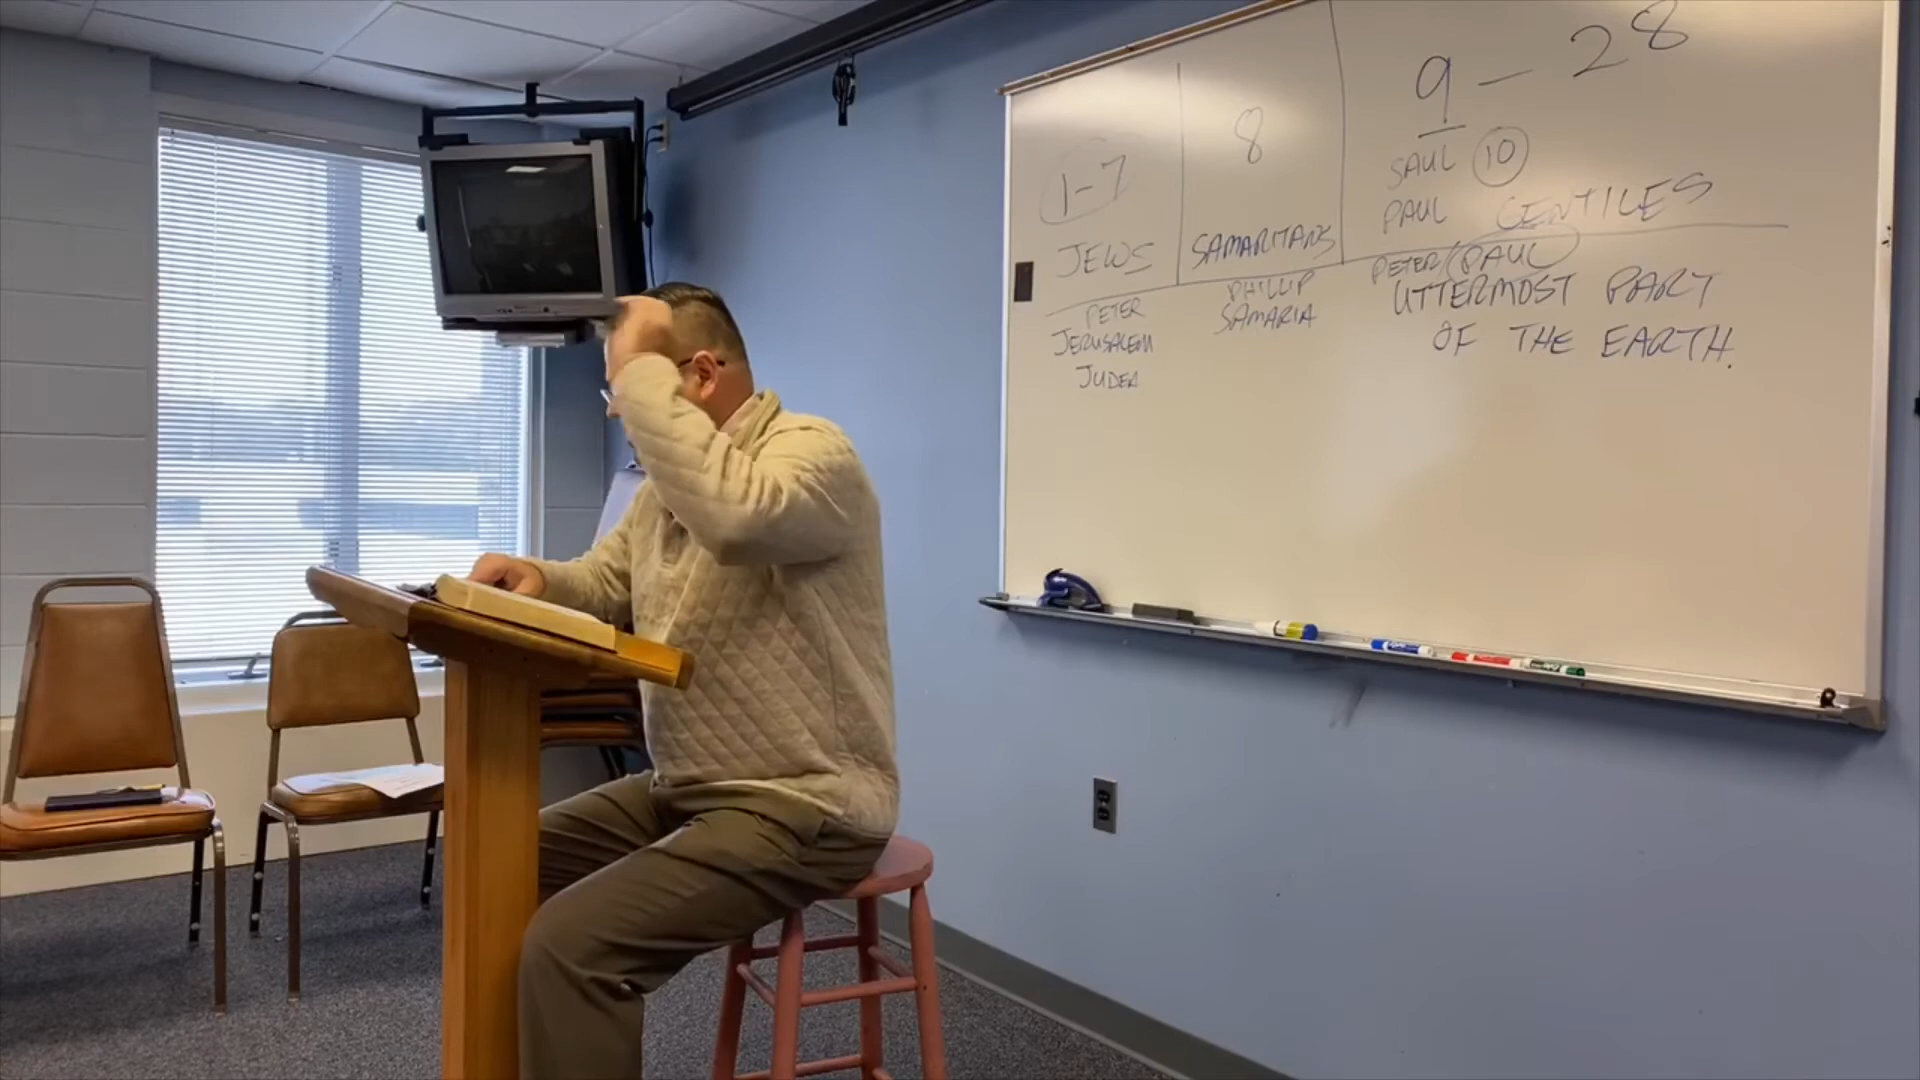 1-7
JEWS
PETER
JERUSALEM
JUDEA
8
SAMARITANS
PHILLIP
SAMARIA
9 - 28
SAUL 10
PAUL GENTILES
PETER/PAUL
UTTERMOST PART
OF THE EARTH.